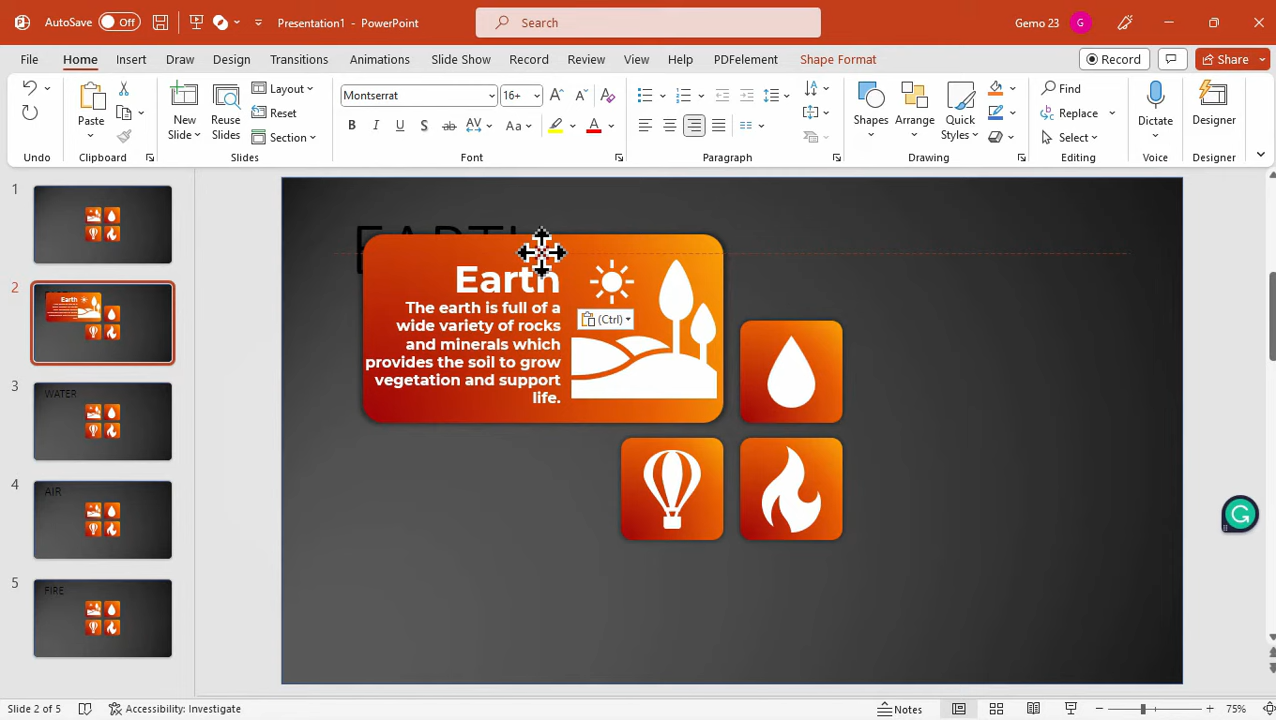 AutoSave Off Presentation1 - PowerPoint Search Gemo 23 G
File Home Insert Draw Design Transitions Animations Slide Show Record Review View Help PDFelement Shape Format Record Share
Paste
New Slide
Reuse Slides
Layout
Reset
Section
Montserrat 16+
Shapes
Arrange
Quick Styles
Find
Replace
Select
Dictate
Designer
Undo Clipboard Slides Font Paragraph Drawing Editing Voice Designer
1
2
Earth
3
WATER
4
AIR
5
FIRE
EARTH
Earth
The earth is full of a
wide variety of rocks
and minerals which
provides the soil to grow
vegetation and support
life.
(Ctrl)
Slide 2 of 5 Accessibility: Investigate Notes 75%